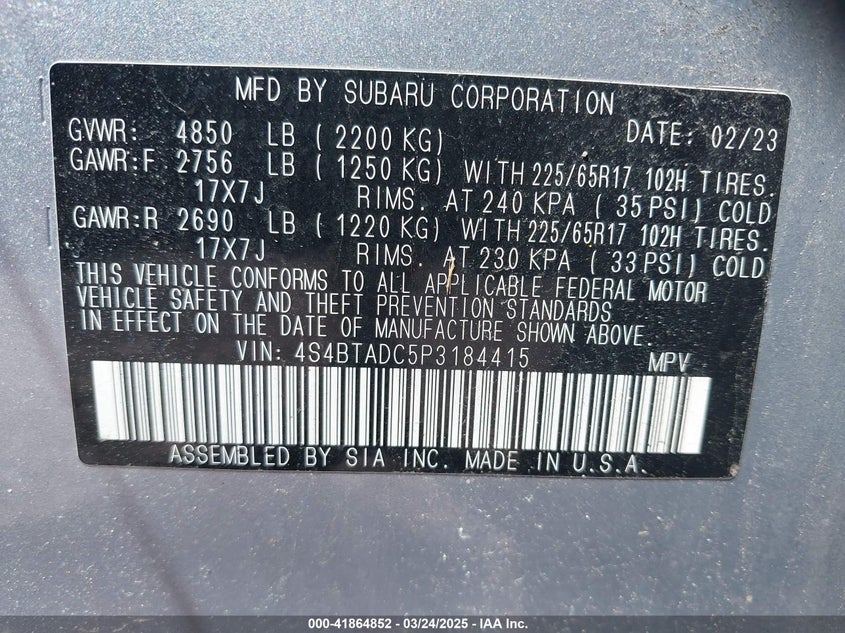 MFD BY SUBARU CORPORATION
GVWR: 4850 LB ( 2200 KG) DATE: 02/23
GAWR:F 2756 LB ( 1250 KG) WITH 225/65R17 102H TIRES.
17X7J RIMS. AT 240 KPA ( 35 PSI) COLD
GAWR:R 2690 LB ( 1220 KG) WITH 225/65R17 102H TIRES.
17X7J RIMS. AT 230 KPA ( 33 PSI) COLD
THIS VEHICLE CONFORMS TO ALL APPLICABLE FEDERAL MOTOR
VEHICLE SAFETY AND THEFT PREVENTION STANDARDS
IN EFFECT ON THE DATE OF MANUFACTURE SHOWN ABOVE.
VIN: 4S4BTADC5P3184415 MPV
ASSEMBLED BY SIA INC. MADE IN U.S.A.
000-41864852 - 03/24/2025 - IAA Inc.